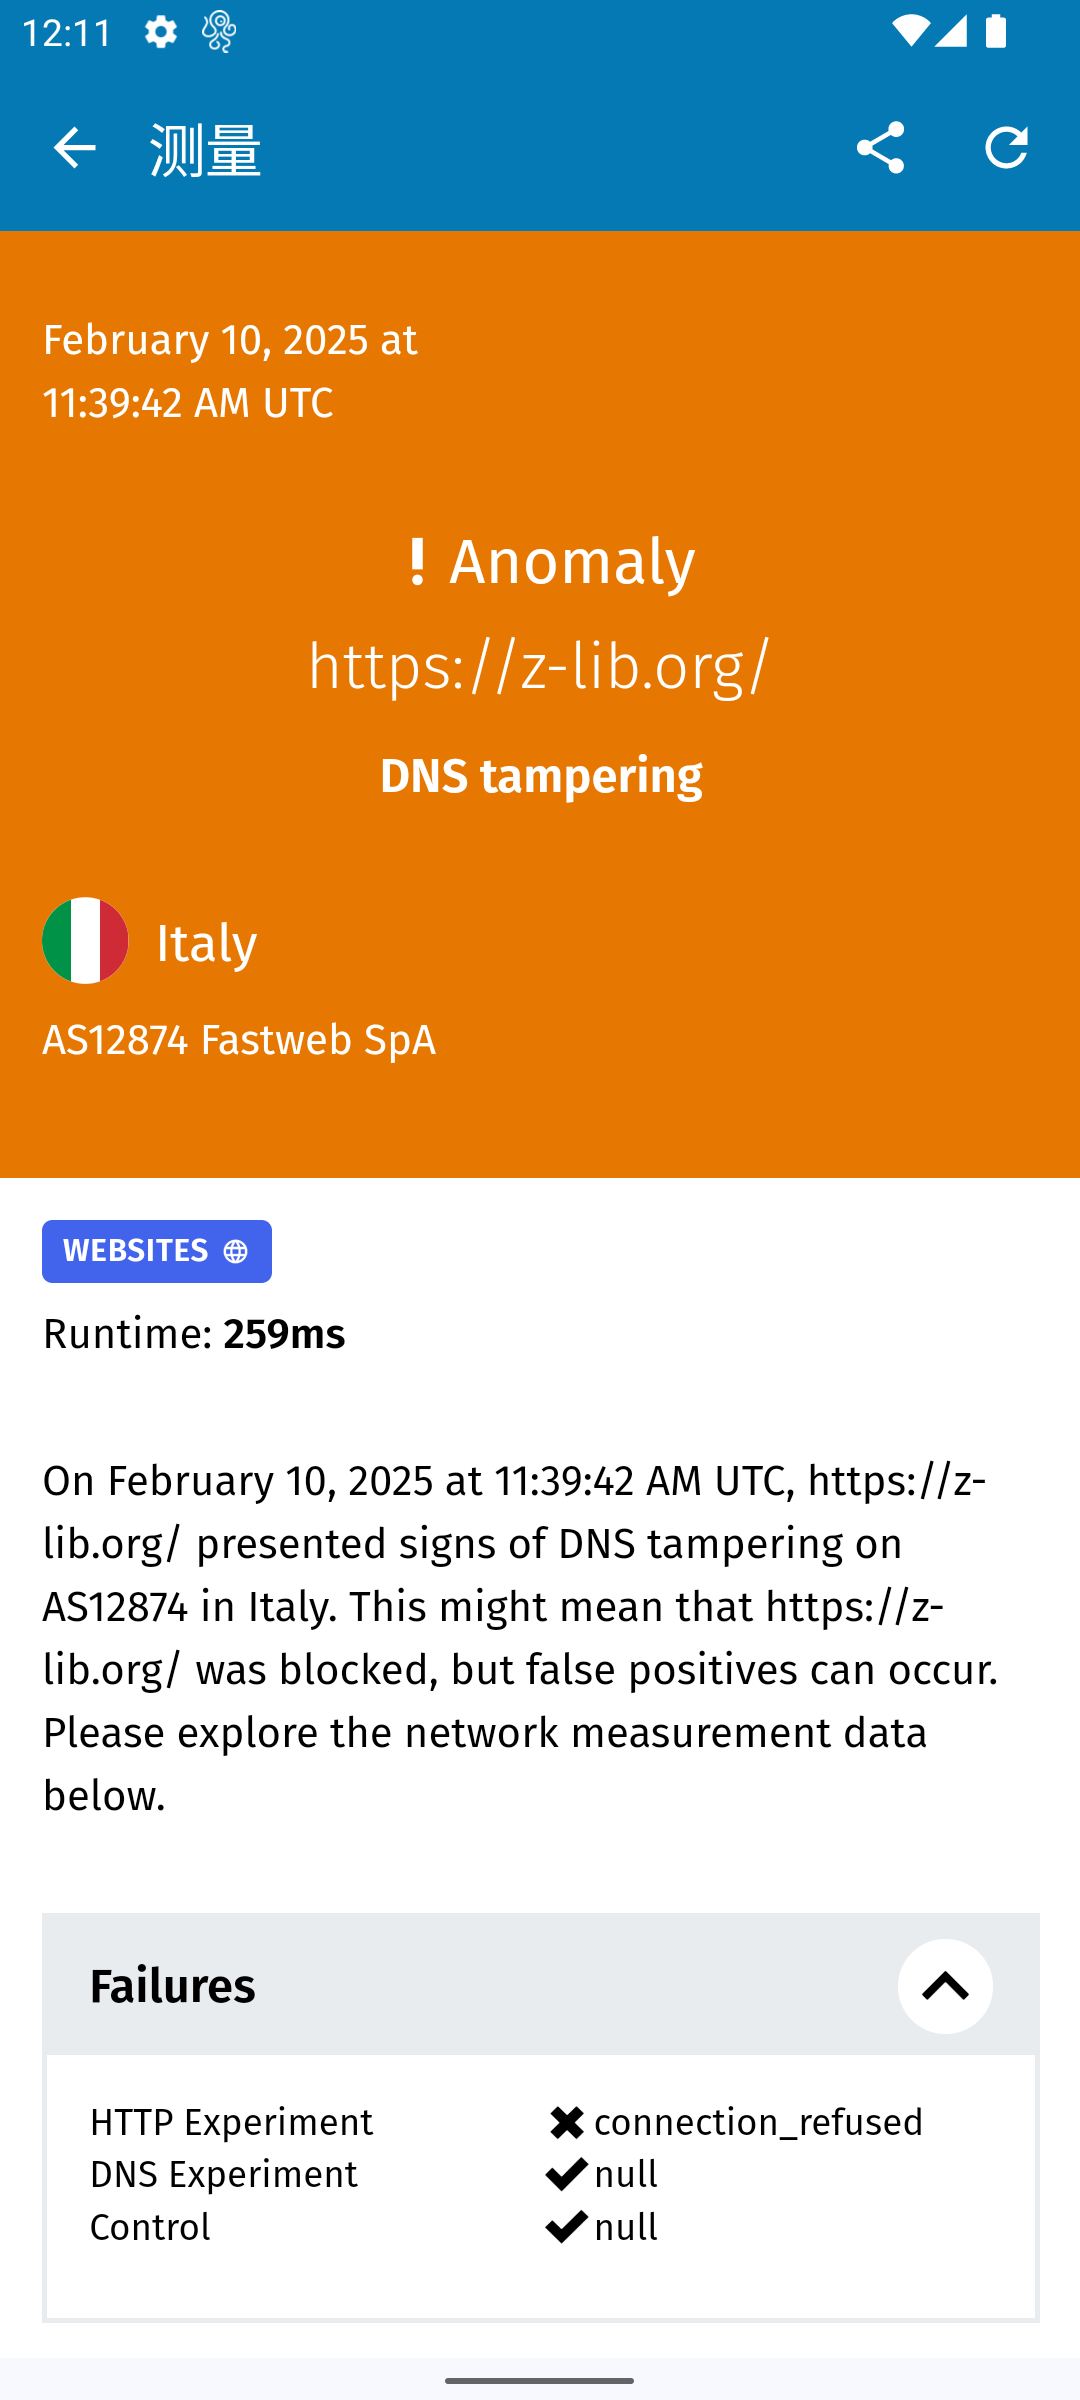 12:11
测量
February 10, 2025 at
11:39:42 AM UTC
! Anomaly
https://z-lib.org/
DNS tampering
Italy
AS12874 Fastweb SpA
WEBSITES
Runtime: 259ms
On February 10, 2025 at 11:39:42 AM UTC, https://z-
lib.org/ presented signs of DNS tampering on
AS12874 in Italy. This might mean that https://z-
lib.org/ was blocked, but false positives can occur.
Please explore the network measurement data
below.
Failures
HTTP Experiment connection_refused
DNS Experiment null
Control null